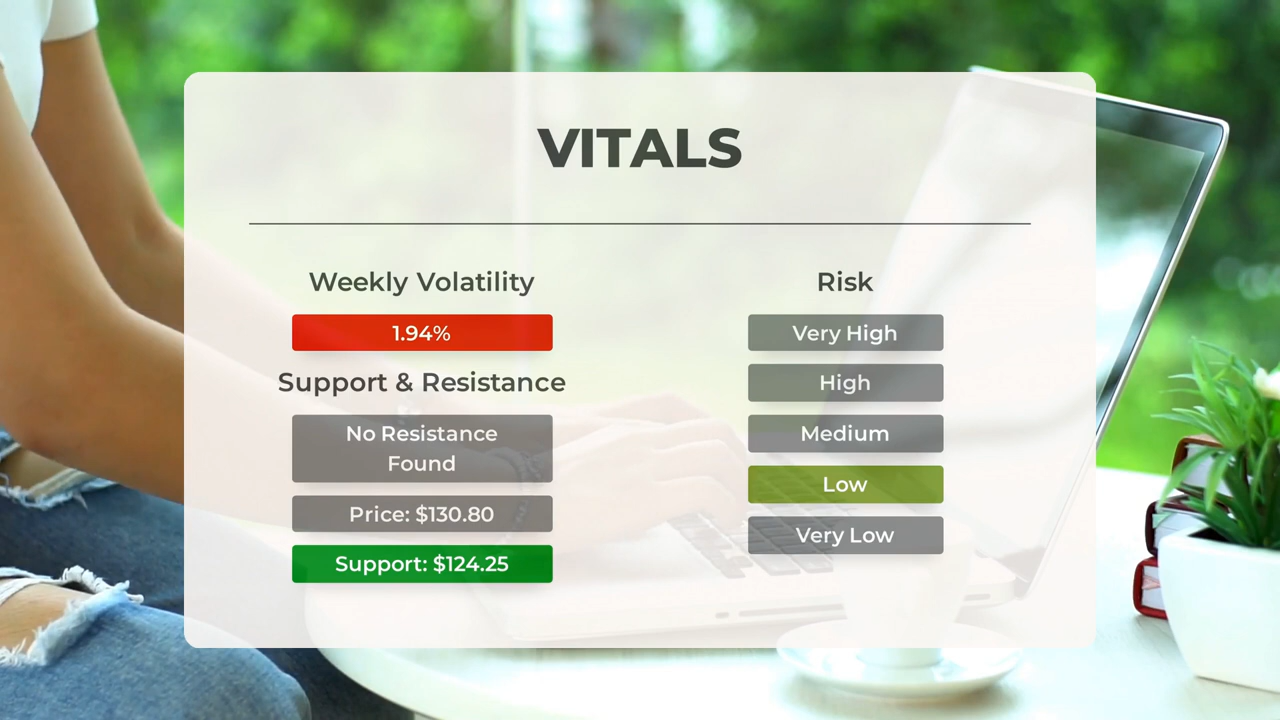 VITALS
Weekly Volatility
1.94%
Support & Resistance
No Resistance
Found
Price: $130.80
Support: $124.25
Risk
Very High
High
Medium
Low
Very Low